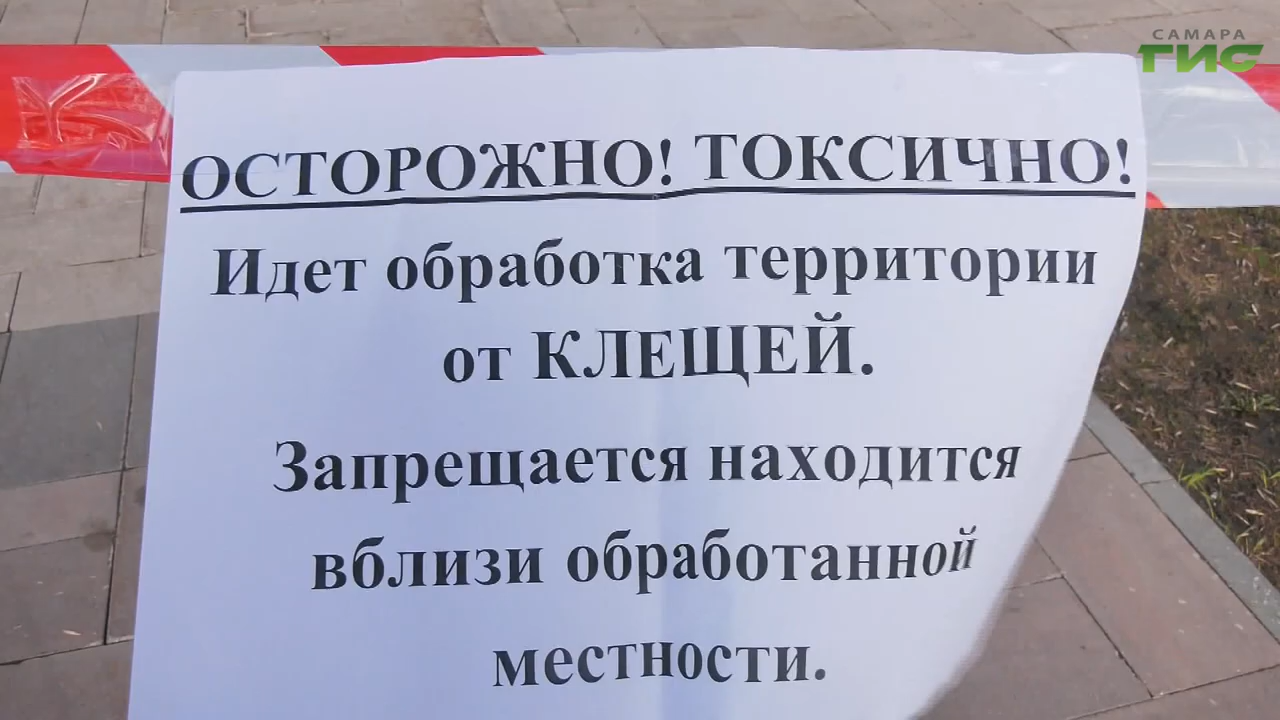 САМАРА
ГИС
ОСТОРОЖНО! ТОКСИЧНО!
Идет обработка территории
от КЛЕЩЕЙ.
Запрещается находится
вблизи обработанной
местности.